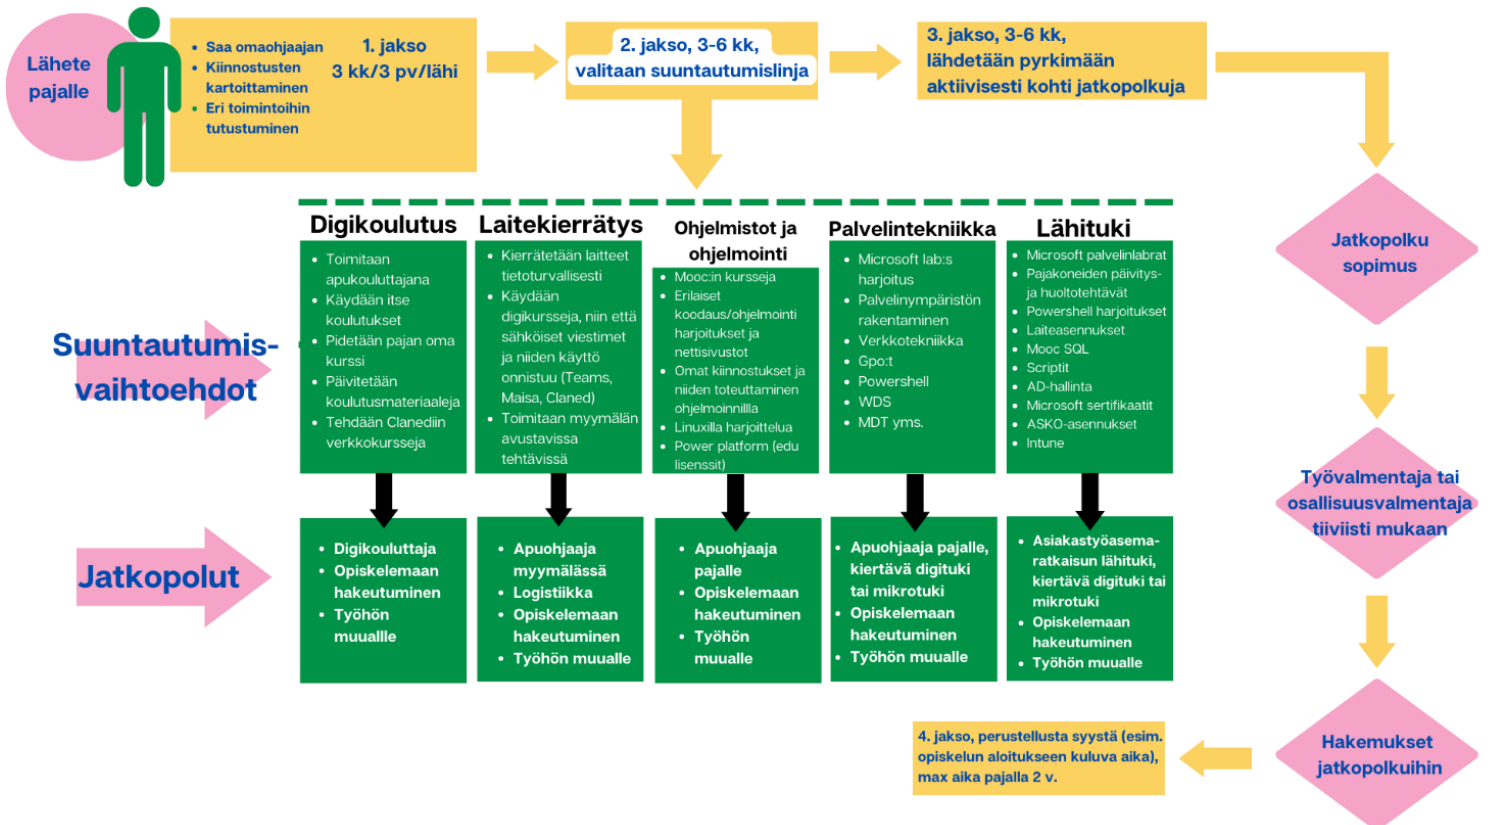 Lähete
pajalle
Saa omaohjaajan
Kiinnostusten
kartoittaminen
Eri toimintoihin
tutustuminen
1. jakso
3 kk/3 pv/lähi
2. jakso, 3-6 kk,
valitaan suuntautumislinja
3. jakso, 3-6 kk,
lähdetään pyrkimään
aktiivisesti kohti jatkopolkuja
Suuntautumis-
vaihtoehdot
Digikoulutus
Toimitaan
apukouluttajana
Käydään itse
koulutukset
Pidetään pajan oma
kurssi
Päivitetään
koulutusmateriaaleja
Tehdään Clanediin
verkkokursseja
Laitekierrätys
Kierrätetään laitteet
tietoturvallisesti
Käydään
digikursseja, niin että
sähköiset viestimet
ja niiden käyttö
onnistuu (Teams,
Maisa, Claned)
Toimitaan myymälän
avustavissa
tehtävissä
Ohjelmistot ja
ohjelmointi
Mooc:in kursseja
Erilaiset
koodaus/ohjelmointi
harjoitukset ja
nettisivustot
Omat kiinnostukset ja
niiden toteuttaminen
ohjelmoinnillla
Linuxilla harjoittelua
Power platform (edu
lisenssit)
Palvelintekniikka
Microsoft lab:s
harjoitus
Palvelinympäristön
rakentaminen
Verkkotekniikka
Gpo:t
Powershell
WDS
MDT yms.
Lähituki
Microsoft palvelinlabrat
Pajakoneiden päivitys-
ja huoltotehtävät
Powershell harjoitukset
Laiteasennukset
Mooc SQL
Scriptit
AD-hallinta
Microsoft sertifikaatit
ASKO-asennukset
Intune
Jatkopolut
Digikouluttaja
Opiskelemaan
hakeutuminen
Työhön
muuallle
Apuohjaaja
myymälässä
Logistiikka
Opiskelemaan
hakeutuminen
Työhön muualle
Apuohjaaja
pajalle
Opiskelemaan
hakeutuminen
Työhön
muualle
Apuohjaaja pajalle,
kiertävä digituki
tai mikrotuki
Opiskelemaan
hakeutuminen
Työhön muualle
Asiakastyöasema-
ratkaisun lähituki,
kiertävä digituki tai
mikrotuki
Opiskelemaan
hakeutuminen
Työhön muualle
Jatkopolku
sopimus
Työvalmentaja tai
osallisuusvalmentaja
tiiviisti mukaan
Hakemukset
jatkopolkuihin
4. jakso, perustellusta syystä (esim.
opiskelun aloitukseen kuluva aika),
max aika pajalla 2 v.